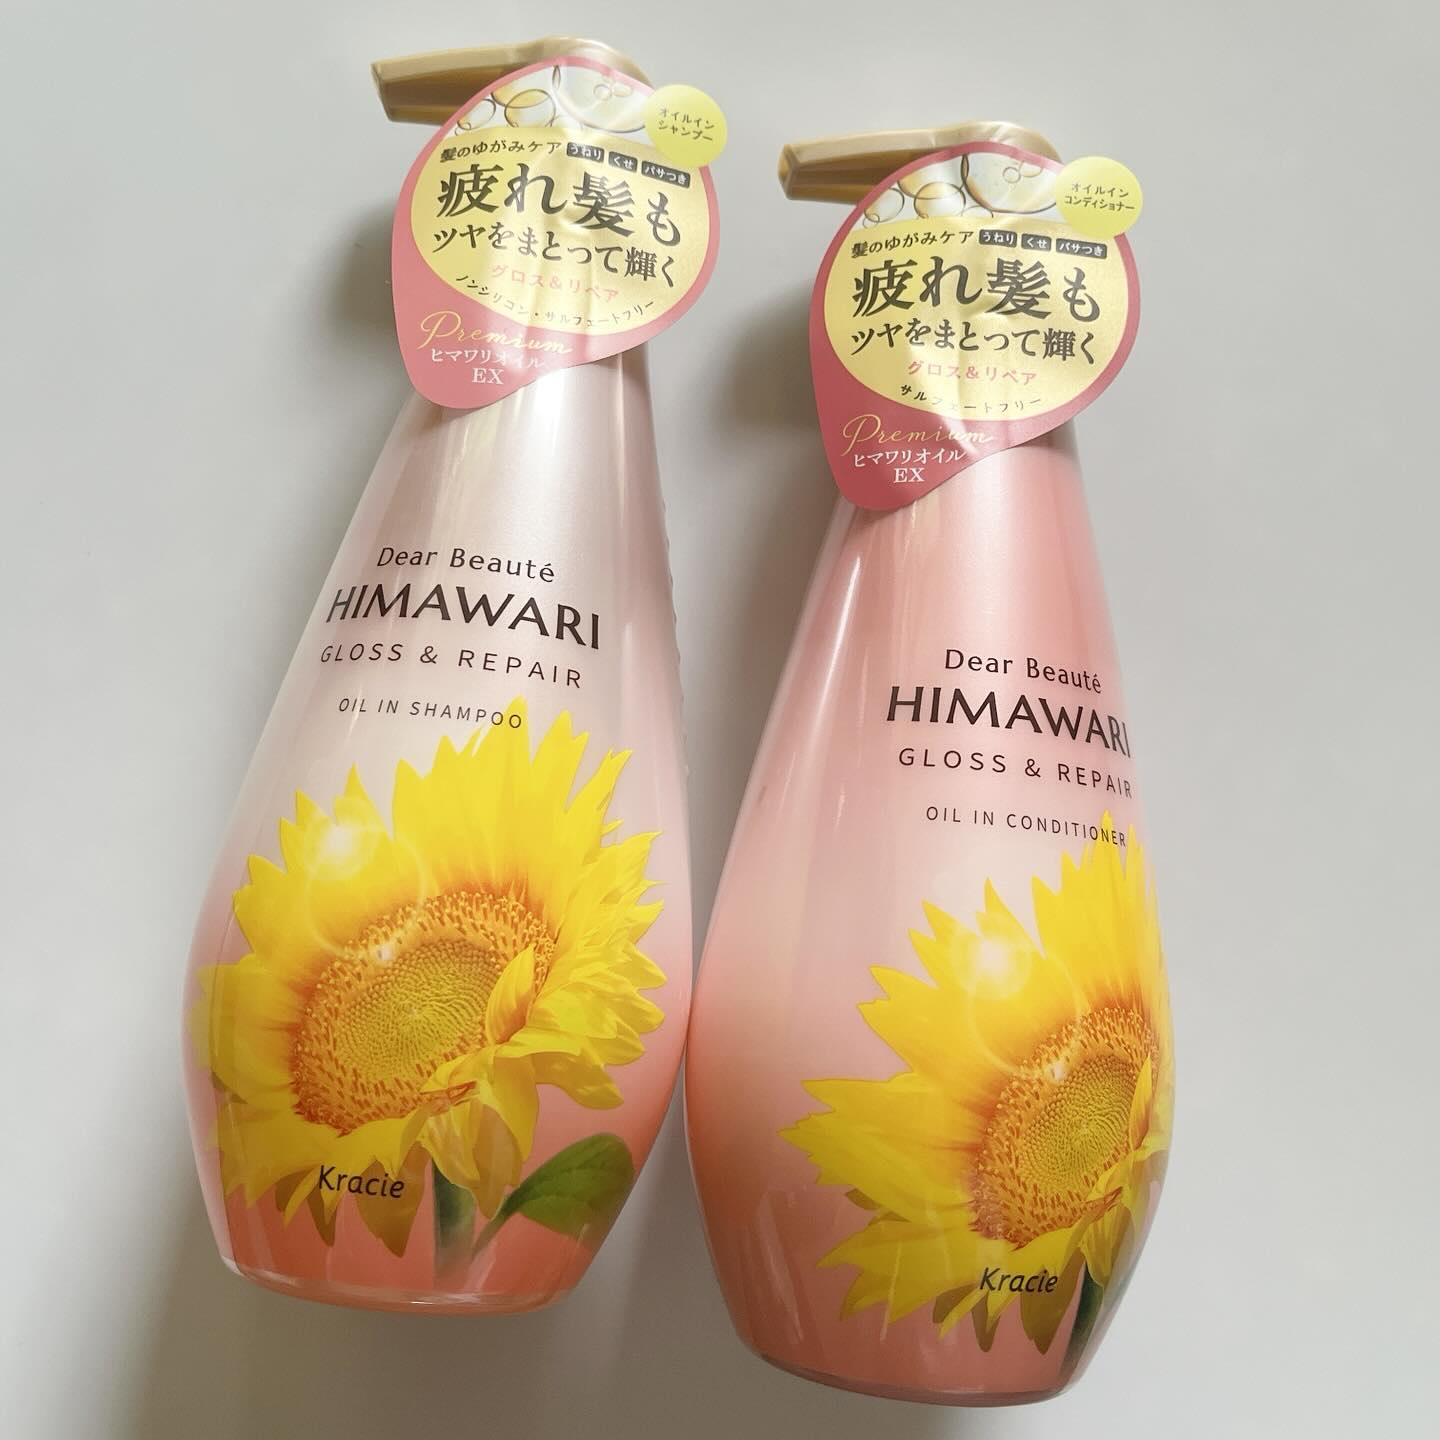 オイルイン
シャンプー
髪のゆがみケア うねり くせ パサつき
疲れ髪も
ツヤをまとって輝く
グロス&リペア
ノンシリコン・サルフェートフリー
Premium
ヒマワリオイル
EX
Dear Beauté
HIMAWARI
GLOSS & REPAIR
OIL IN SHAMPOO
Kracie
オイルイン
コンディショナー
髪のゆがみケア うねり くせ パサつき
疲れ髪も
ツヤをまとって輝く
グロス&リペア
サルフェートフリー
Premium
ヒマワリオイル
EX
Dear Beauté
HIMAWARI
GLOSS & REPAIR
OIL IN CONDITIONER
Kracie